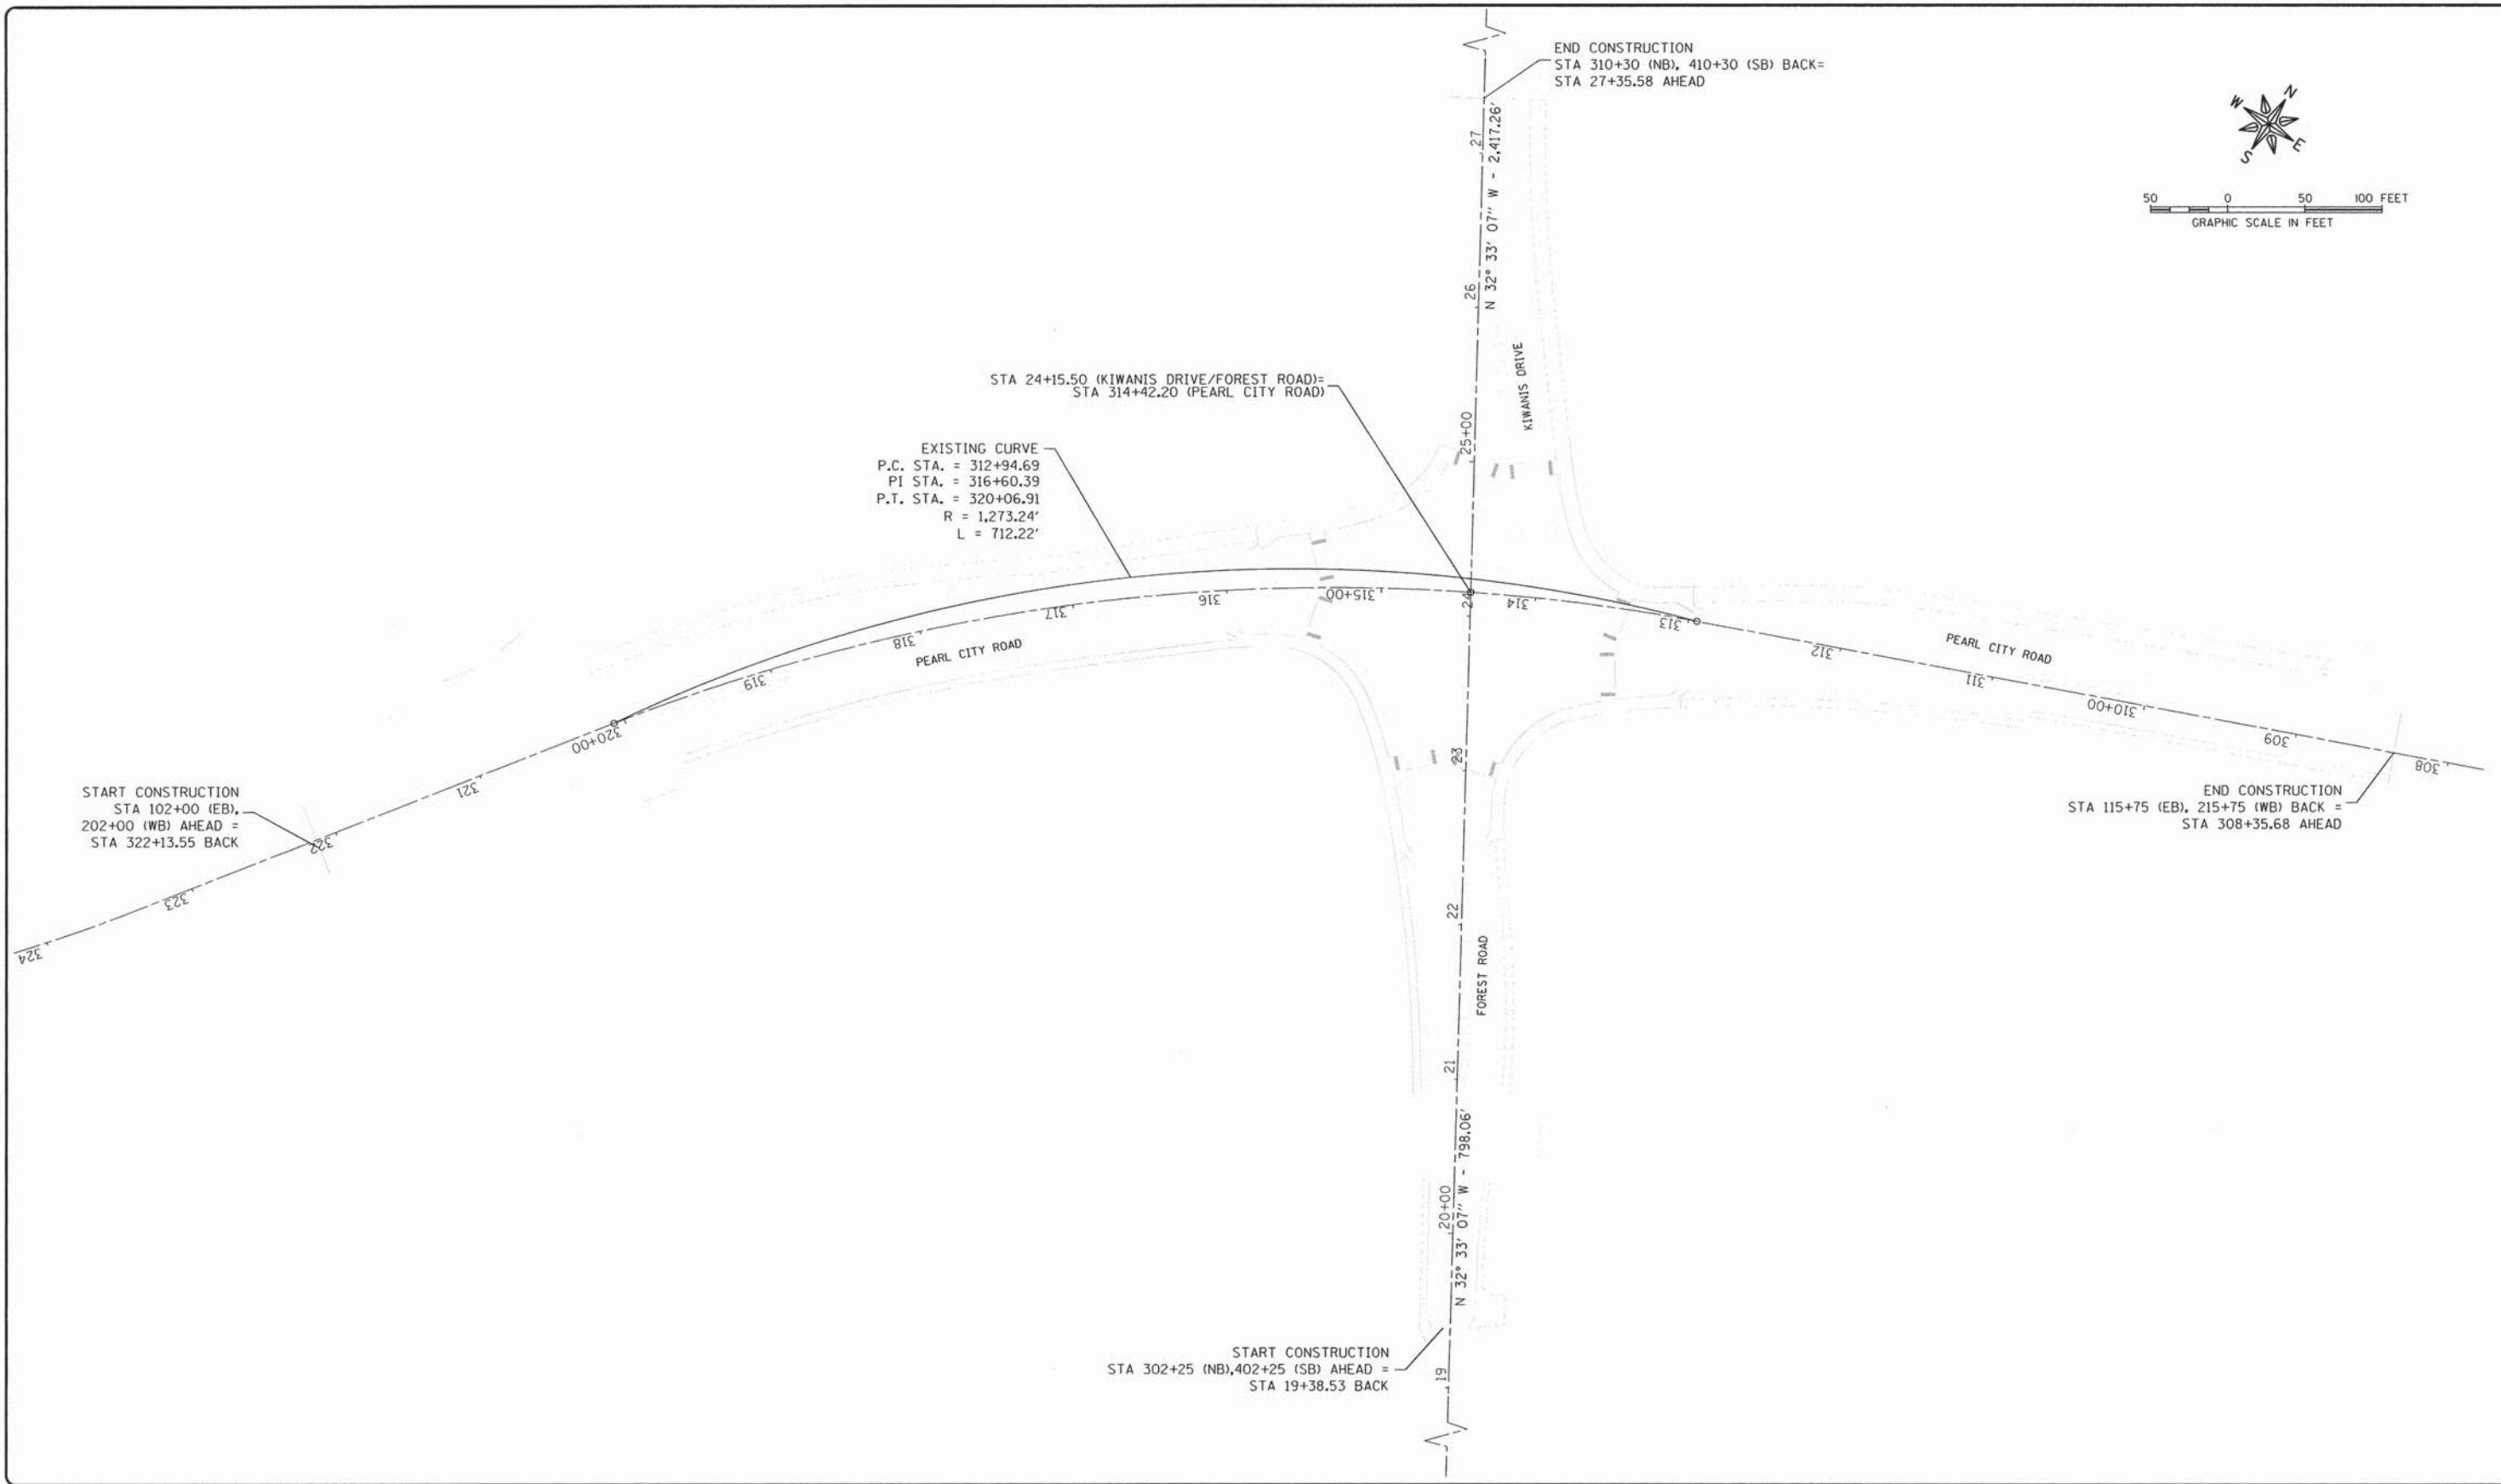 END CONSTRUCTION
STA 310+30 (NB), 410+30 (SB) BACK=
STA 27+35.58 AHEAD
N
W
E
S
50 0 50 100 FEET
GRAPHIC SCALE IN FEET
27
N 32° 33' 07" W - 2,417.26'
26
KIWANIS DRIVE
STA 24+15.50 (KIWANIS DRIVE/FOREST ROAD)=
STA 314+42.20 (PEARL CITY ROAD)
25+00
EXISTING CURVE
P.C. STA. = 312+94.69
PI STA. = 316+60.39
P.T. STA. = 320+06.91
R = 1,273.24'
L = 712.22'
24
324
323
322
321
320+00
319
318
317
316
315+00
314
313
312
311
310+00
309
308
PEARL CITY ROAD
PEARL CITY ROAD
START CONSTRUCTION
STA 102+00 (EB),
202+00 (WB) AHEAD =
STA 322+13.55 BACK
END CONSTRUCTION
STA 115+75 (EB), 215+75 (WB) BACK =
STA 308+35.68 AHEAD
23
22
FOREST ROAD
21
N 32° 33' 07" W - 798.06'
20+00
START CONSTRUCTION
STA 302+25 (NB),402+25 (SB) AHEAD =
STA 19+38.53 BACK
19